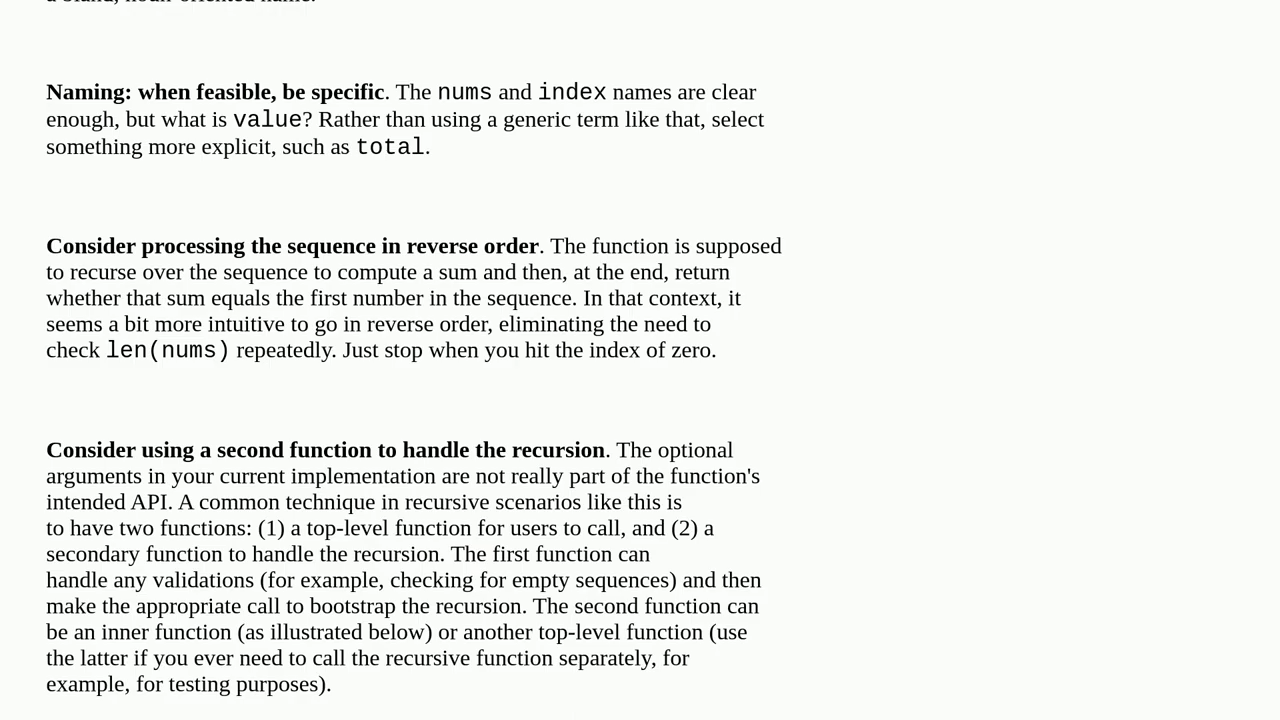 a bland, noun-oriented name.
Naming: when feasible, be specific. The nums and index names are clear
enough, but what is value? Rather than using a generic term like that, select
something more explicit, such as total.
Consider processing the sequence in reverse order. The function is supposed
to recurse over the sequence to compute a sum and then, at the end, return
whether that sum equals the first number in the sequence. In that context, it
seems a bit more intuitive to go in reverse order, eliminating the need to
check len(nums) repeatedly. Just stop when you hit the index of zero.
Consider using a second function to handle the recursion. The optional
arguments in your current implementation are not really part of the function's
intended API. A common technique in recursive scenarios like this is
to have two functions: (1) a top-level function for users to call, and (2) a
secondary function to handle the recursion. The first function can
handle any validations (for example, checking for empty sequences) and then
make the appropriate call to bootstrap the recursion. The second function can
be an inner function (as illustrated below) or another top-level function (use
the latter if you ever need to call the recursive function separately, for
example, for testing purposes).